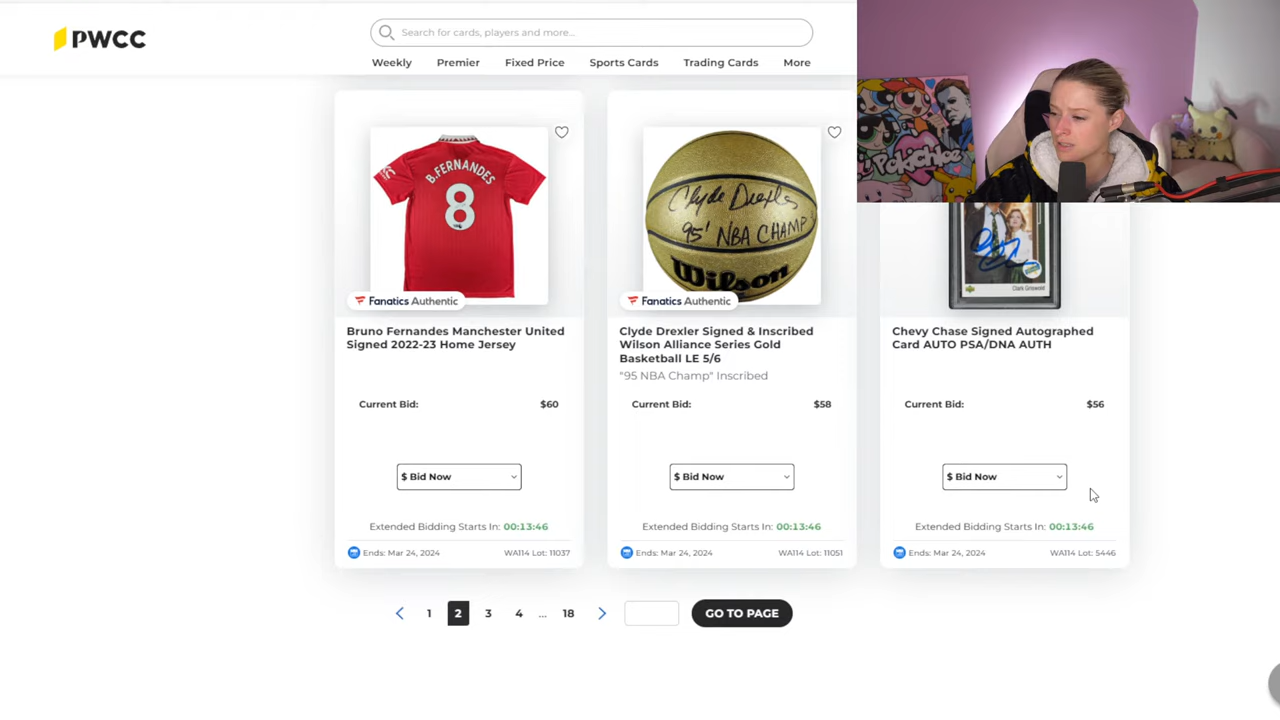 PWCC
Search for cards, players and more...
Weekly
Premier
Fixed Price
Sports Cards
Trading Cards
More
Pokichloe
B.FERNANDES
8
Fanatics Authentic
Bruno Fernandes Manchester United
Signed 2022-23 Home Jersey
Current Bid:
$60
$ Bid Now
Extended Bidding Starts In: 00:13:46
Ends: Mar 24, 2024
WA114 Lot: 11037
Clyde Drexler
95' NBA CHAMP
Wilson
Fanatics Authentic
Clyde Drexler Signed & Inscribed
Wilson Alliance Series Gold
Basketball LE 5/6
"95 NBA Champ" Inscribed
Current Bid:
$58
$ Bid Now
Extended Bidding Starts In: 00:13:46
Ends: Mar 24, 2024
WA114 Lot: 11051
Clark Griswold
Chevy Chase Signed Autographed
Card AUTO PSA/DNA AUTH
Current Bid:
$56
$ Bid Now
Extended Bidding Starts In: 00:13:46
Ends: Mar 24, 2024
WA114 Lot: 5446
1
2
3
4
...
18
GO TO PAGE